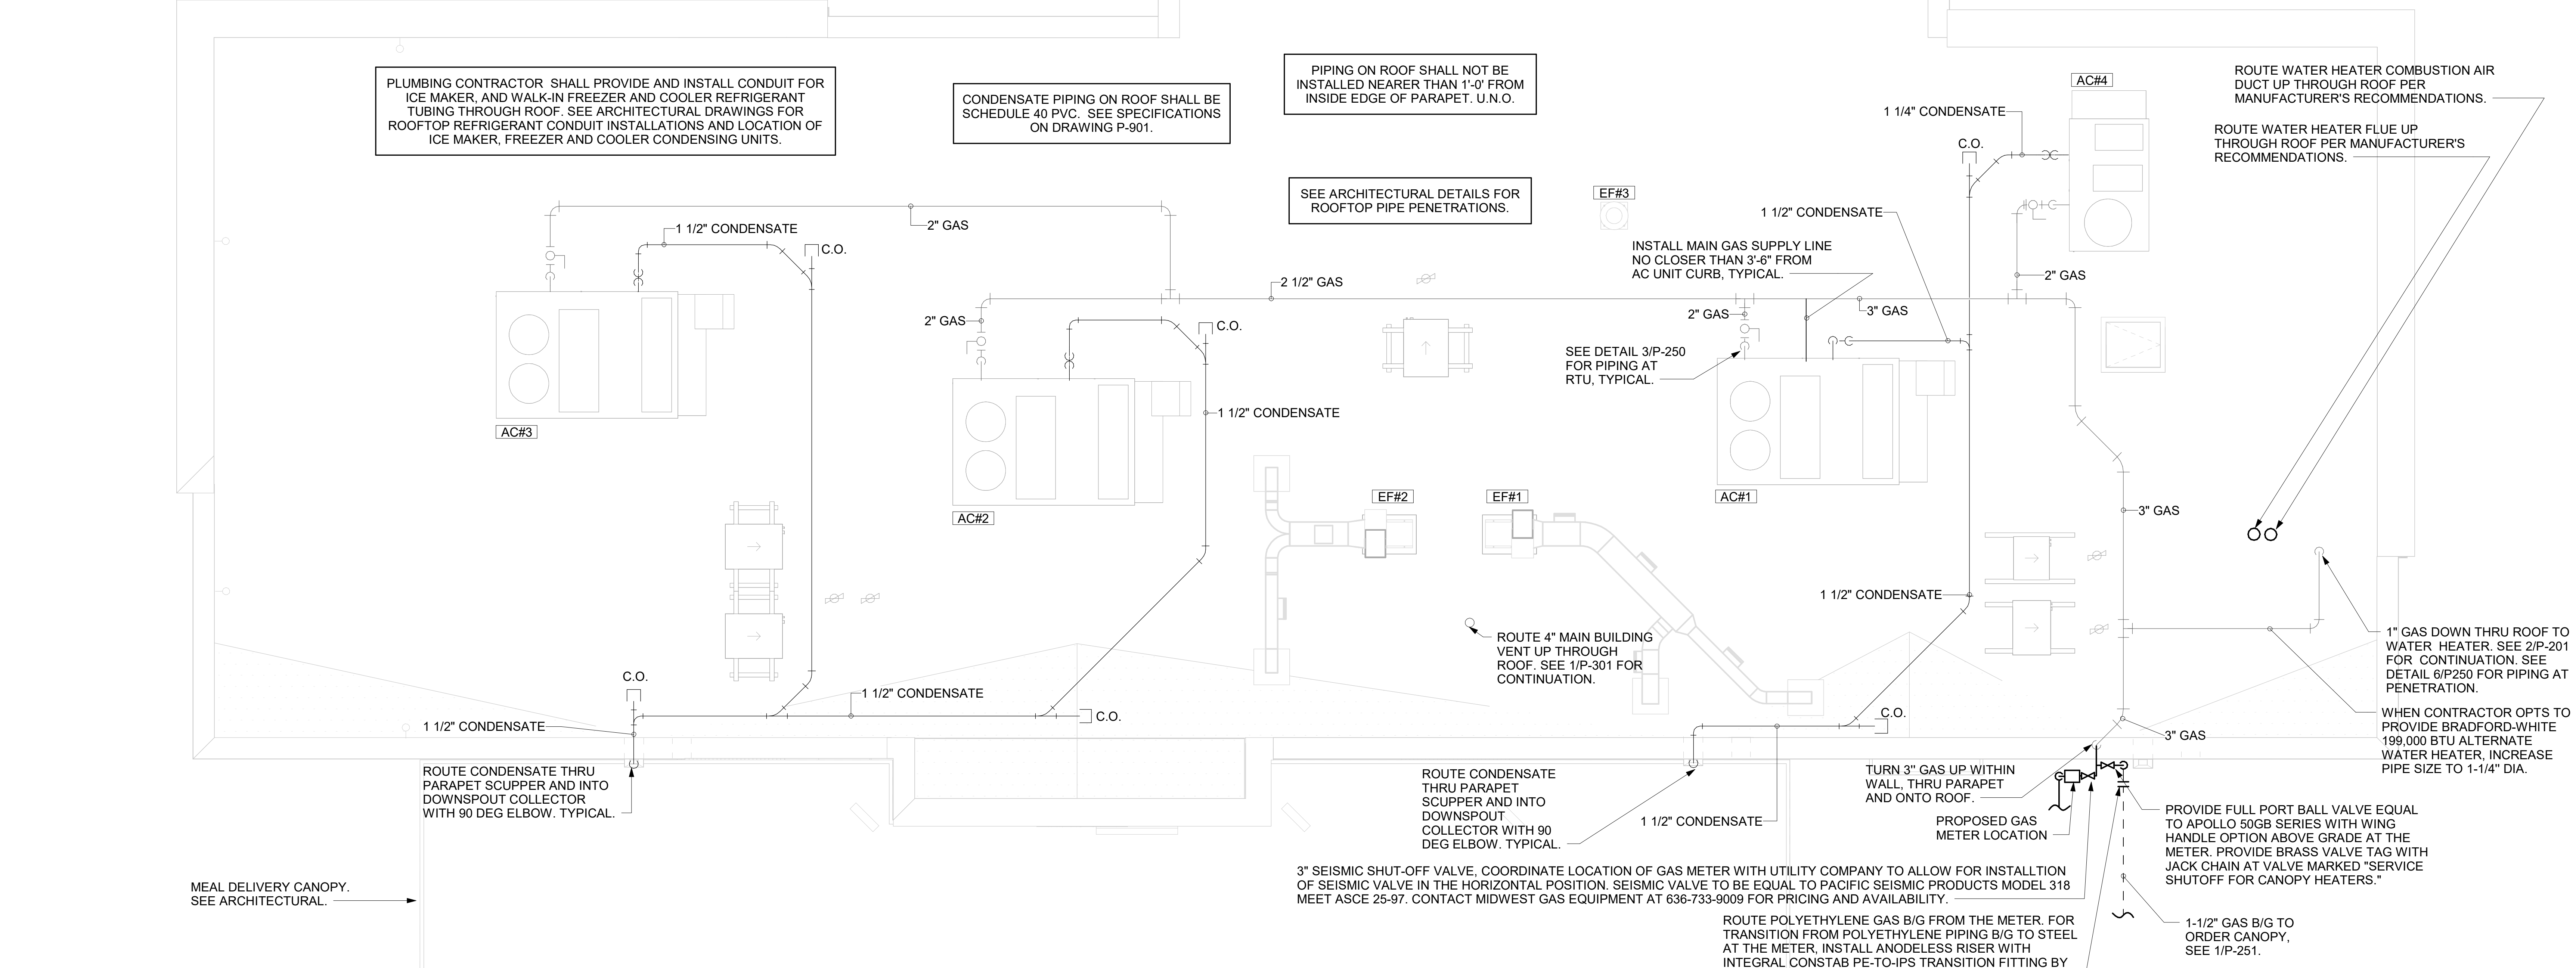 PLUMBING CONTRACTOR SHALL PROVIDE AND INSTALL CONDUIT FOR
ICE MAKER, AND WALK-IN FREEZER AND COOLER REFRIGERANT
TUBING THROUGH ROOF. SEE ARCHITECTURAL DRAWINGS FOR
ROOFTOP REFRIGERANT CONDUIT INSTALLATIONS AND LOCATION OF
ICE MAKER, FREEZER AND COOLER CONDENSING UNITS.
CONDENSATE PIPING ON ROOF SHALL BE
SCHEDULE 40 PVC. SEE SPECIFICATIONS
ON DRAWING P-901.
PIPING ON ROOF SHALL NOT BE
INSTALLED NEARER THAN 1'-0' FROM
INSIDE EDGE OF PARAPET. U.N.O.
SEE ARCHITECTURAL DETAILS FOR
ROOFTOP PIPE PENETRATIONS.
AC#4
1 1/4" CONDENSATE
C.O.
ROUTE WATER HEATER COMBUSTION AIR
DUCT UP THROUGH ROOF PER
MANUFACTURER'S RECOMMENDATIONS.
ROUTE WATER HEATER FLUE UP
THROUGH ROOF PER MANUFACTURER'S
RECOMMENDATIONS.
EF#3
1 1/2" CONDENSATE
2" GAS
1 1/2" CONDENSATE
C.O.
INSTALL MAIN GAS SUPPLY LINE
NO CLOSER THAN 3'-6" FROM
AC UNIT CURB, TYPICAL.
2" GAS
2 1/2" GAS
3" GAS
2" GAS
2" GAS
C.O.
SEE DETAIL 3/P-250
FOR PIPING AT
RTU, TYPICAL.
1 1/2" CONDENSATE
AC#3
AC#2
EF#2
EF#1
AC#1
3" GAS
1 1/2" CONDENSATE
ROUTE 4" MAIN BUILDING
VENT UP THROUGH
ROOF. SEE 1/P-301 FOR
CONTINUATION.
1" GAS DOWN THRU ROOF TO
WATER HEATER. SEE 2/P-201
FOR CONTINUATION. SEE
DETAIL 6/P250 FOR PIPING AT
PENETRATION.
C.O.
1 1/2" CONDENSATE
1 1/2" CONDENSATE
C.O.
C.O.
3" GAS
WHEN CONTRACTOR OPTS TO
PROVIDE BRADFORD-WHITE
199,000 BTU ALTERNATE
WATER HEATER, INCREASE
PIPE SIZE TO 1-1/4" DIA.
ROUTE CONDENSATE THRU
PARAPET SCUPPER AND INTO
DOWNSPOUT COLLECTOR
WITH 90 DEG ELBOW. TYPICAL.
ROUTE CONDENSATE
THRU PARAPET
SCUPPER AND INTO
DOWNSPOUT
COLLECTOR WITH 90
DEG ELBOW. TYPICAL.
1 1/2" CONDENSATE
TURN 3" GAS UP WITHIN
WALL, THRU PARAPET
AND ONTO ROOF.
PROPOSED GAS
METER LOCATION
PROVIDE FULL PORT BALL VALVE EQUAL
TO APOLLO 50GB SERIES WITH WING
HANDLE OPTION ABOVE GRADE AT THE
METER. PROVIDE BRASS VALVE TAG WITH
JACK CHAIN AT VALVE MARKED "SERVICE
SHUTOFF FOR CANOPY HEATERS."
3" SEISMIC SHUT-OFF VALVE, COORDINATE LOCATION OF GAS METER WITH UTILITY COMPANY TO ALLOW FOR INSTALLTION
OF SEISMIC VALVE IN THE HORIZONTAL POSITION. SEISMIC VALVE TO BE EQUAL TO PACIFIC SEISMIC PRODUCTS MODEL 318
MEET ASCE 25-97. CONTACT MIDWEST GAS EQUIPMENT AT 636-733-9009 FOR PRICING AND AVAILABILITY.
MEAL DELIVERY CANOPY.
SEE ARCHITECTURAL.
ROUTE POLYETHYLENE GAS B/G FROM THE METER. FOR
TRANSITION FROM POLYETHYLENE PIPING B/G TO STEEL
AT THE METER, INSTALL ANODELESS RISER WITH
INTEGRAL CONSTAB PE-TO-IPS TRANSITION FITTING BY
1-1/2" GAS B/G TO
ORDER CANOPY,
SEE 1/P-251.